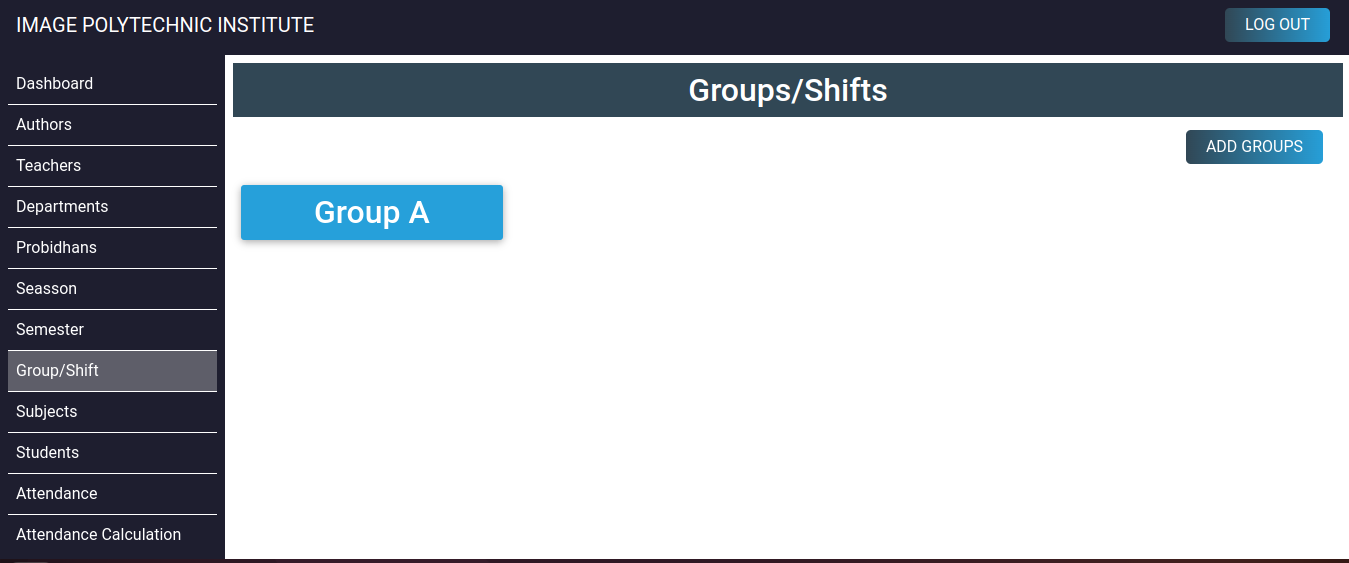 IMAGE POLYTECHNIC INSTITUTE
LOG OUT
Dashboard
Authors
Teachers
Departments
Probidhans
Seasson
Semester
Group/Shift
Subjects
Students
Attendance
Attendance Calculation
Groups/Shifts
ADD GROUPS
Group A